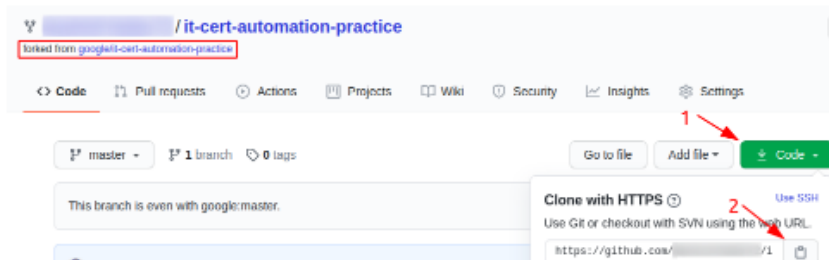 / it-cert-automation-practice
forked from google/it-cert-automation-practice
<> Code Pull requests Actions Projects Wiki Security Insights Settings
1
master 1 branch 0 tags Go to file Add file Code
This branch is even with google:master.
Clone with HTTPS Use SSH
2
Use Git or checkout with SVN using the web URL.
https://github.com/ /i